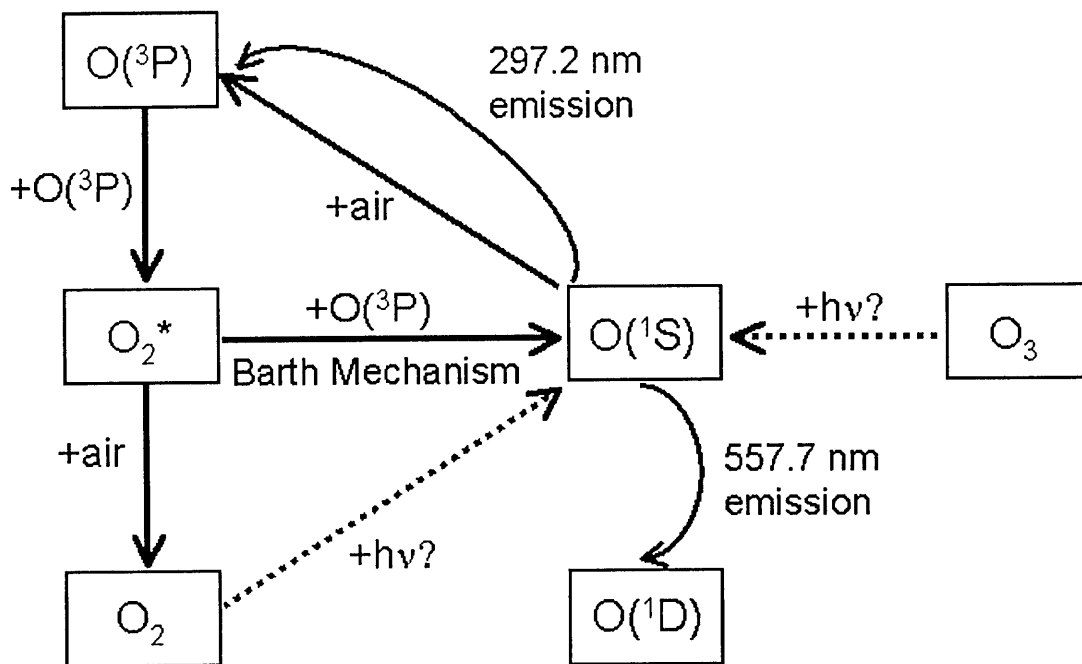 O(³P)
297.2 nm
emission
+O(³P)
+air
O₂*
+O(³P)
Barth Mechanism
O(¹S)
+hν?
O₃
+air
+hν?
557.7 nm
emission
O₂
O(¹D)